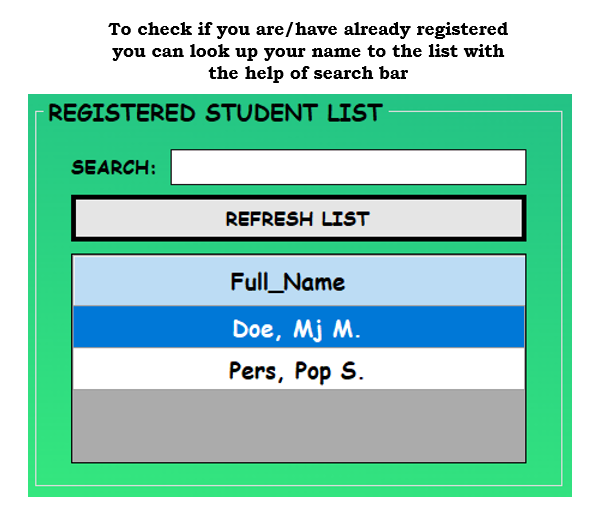 To check if you are/have already registered
you can look up your name to the list with
the help of search bar
REGISTERED STUDENT LIST
SEARCH:
REFRESH LIST
Full_Name
Doe, Mj M.
Pers, Pop S.